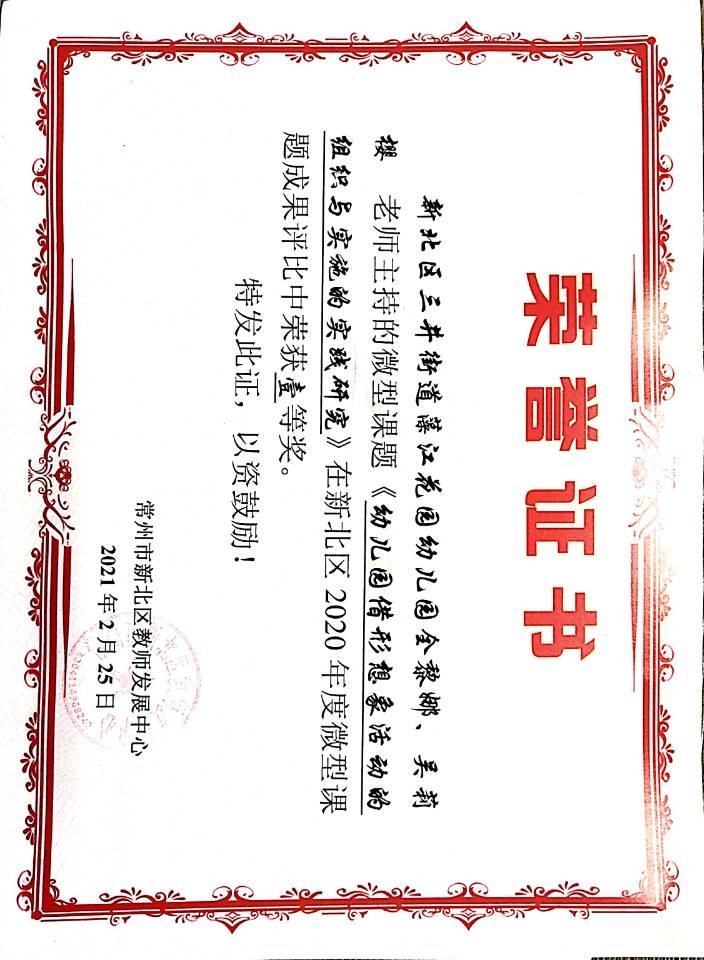 荣誉证书
新北区三井街道藻江花园幼儿园佘黎娜、吴莉
樱 老师主持的微型课题《幼儿园借形想象活动的
组织与实施的实践研究》在新北区2020年度微型课
题成果评比中荣获壹等奖。
特发此证，以资鼓励！
常州市新北区教师发展中心
2021年2月25日